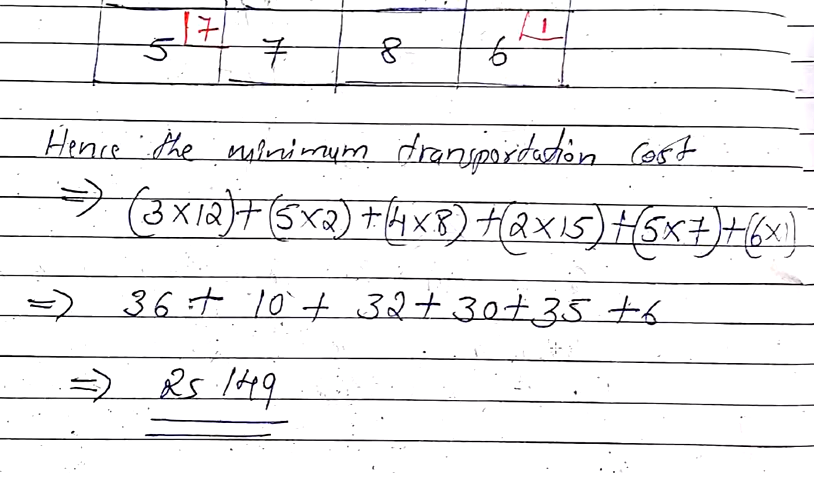 5 7 7 8 6 1
Hence the minimum transportation cost
⇒ (3×12)+(5×2)+(4×8)+(2×15)+(5×7)+(6×1)
⇒ 36 + 10 + 32 + 30 + 35 + 6
⇒ Rs 149